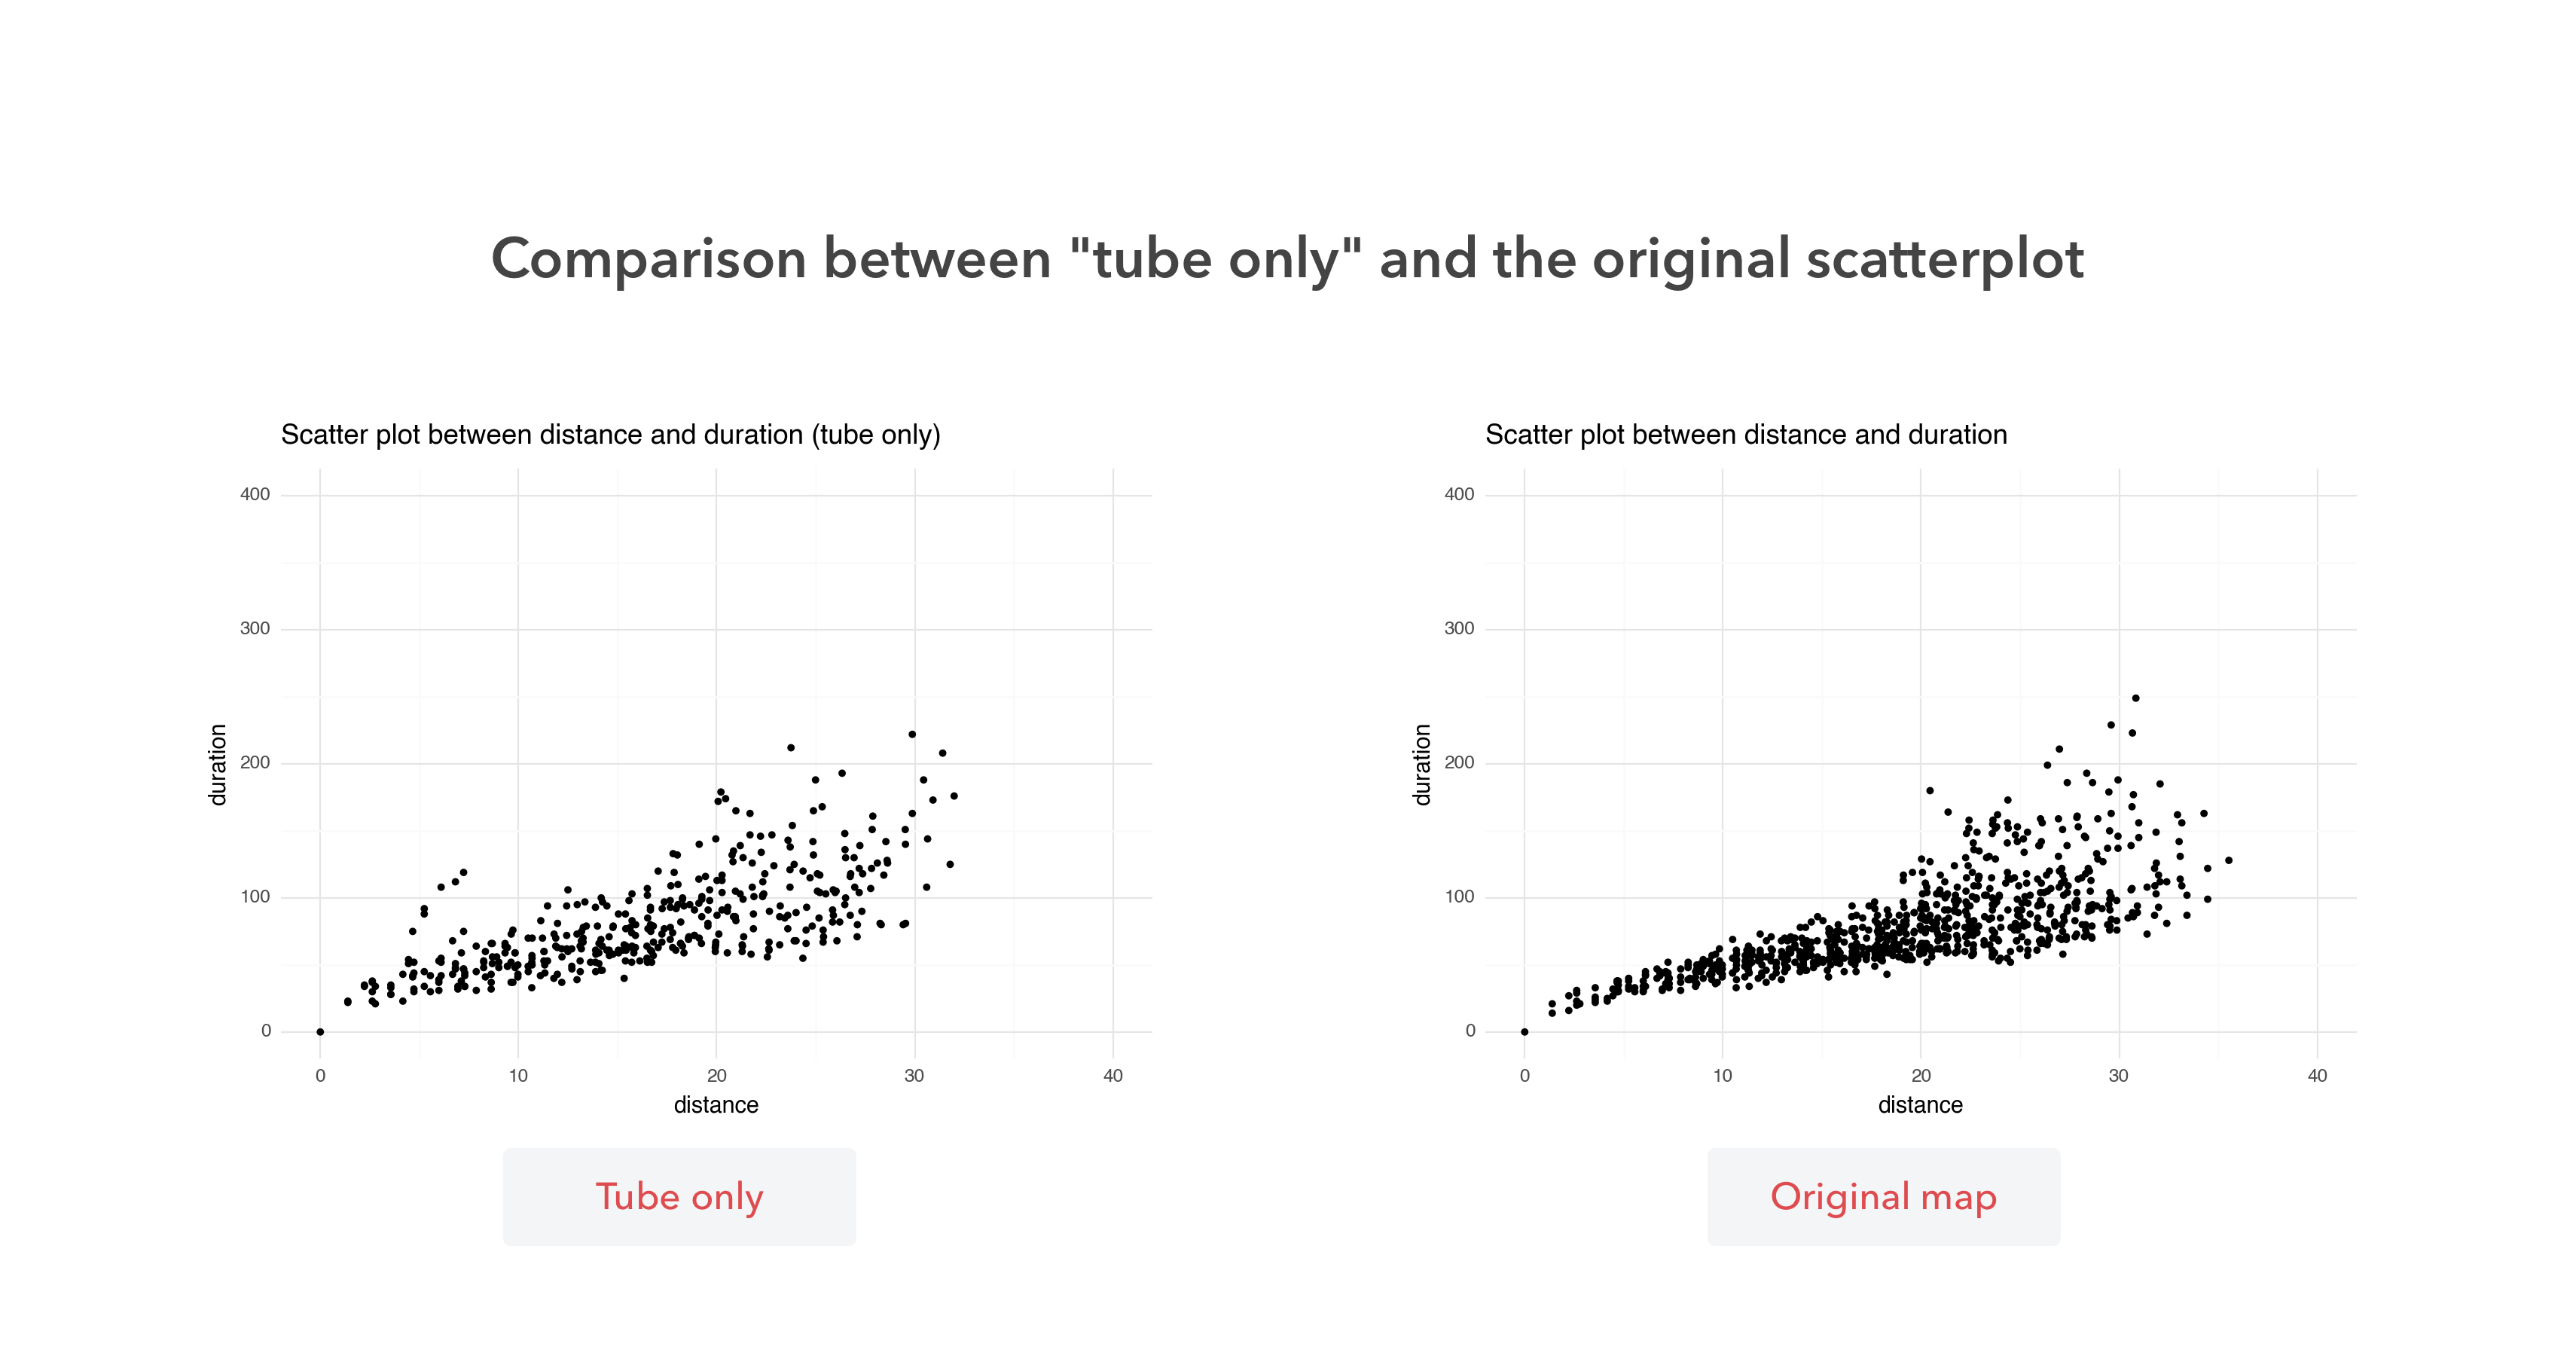 Comparison between "tube only" and the original scatterplot
Scatter plot between distance and duration (tube only)
400
300
200
100
0
duration
0 10 20 30 40
distance
Tube only
Scatter plot between distance and duration
400
300
200
100
0
duration
0 10 20 30 40
distance
Original map